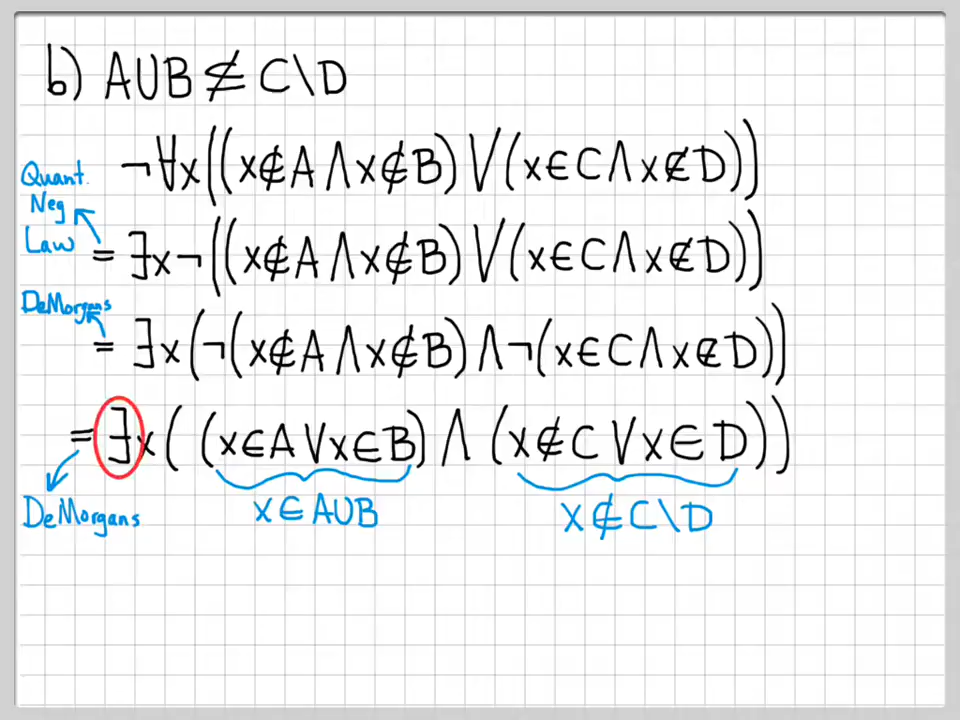 b) A∪B ⊈ C\D
¬∀x((x∉A∧x∉B)∨(x∈C∧x∉D))
Quant.
Neg
Law
= ∃x¬((x∉A∧x∉B)∨(x∈C∧x∉D))
DeMorgans
= ∃x(¬(x∉A∧x∉B)∧¬(x∈C∧x∉D))
= ∃x((x∈A∨x∈B)∧(x∉C∨x∈D))
DeMorgans
x∈A∪B
x∉C\D